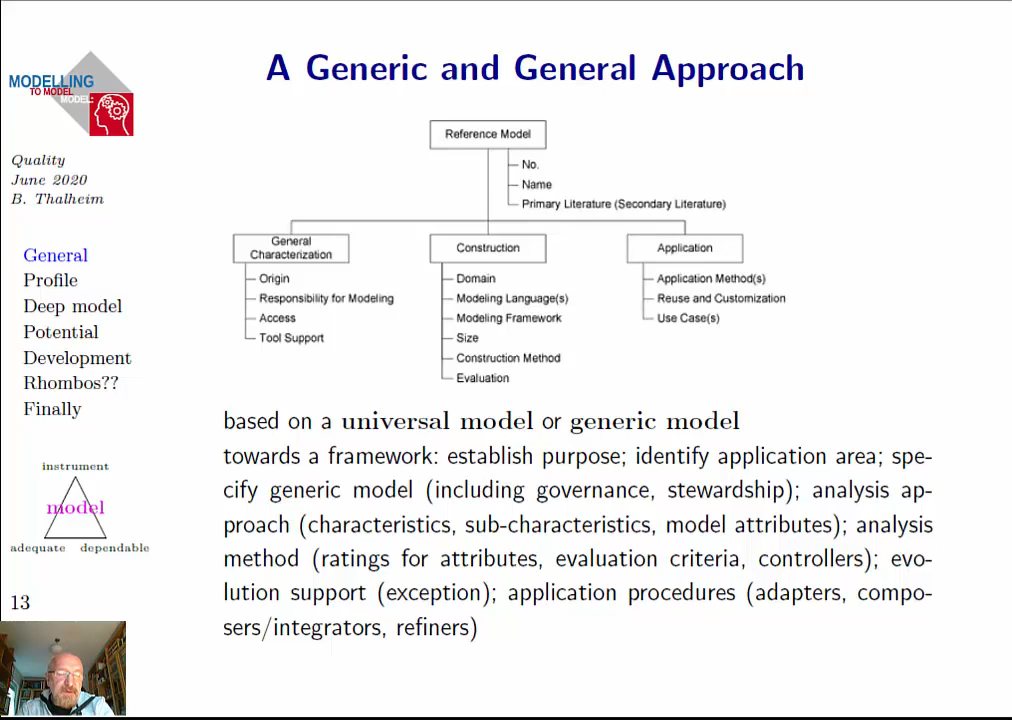 A Generic and General Approach
MODELLING
TO MODEL
MODEL:
Quality
June 2020
B. Thalheim
General
Profile
Deep model
Potential
Development
Rhombos??
Finally
instrument
model
adequate dependable
13
Reference Model
No.
Name
Primary Literature (Secondary Literature)
General
Characterization
Origin
Responsibility for Modeling
Access
Tool Support
Construction
Domain
Modeling Language(s)
Modeling Framework
Size
Construction Method
Evaluation
Application
Application Method(s)
Reuse and Customization
Use Case(s)
based on a universal model or generic model
towards a framework: establish purpose; identify application area; spe-
cify generic model (including governance, stewardship); analysis ap-
proach (characteristics, sub-characteristics, model attributes); analysis
method (ratings for attributes, evaluation criteria, controllers); evo-
lution support (exception); application procedures (adapters, compo-
sers/integrators, refiners)